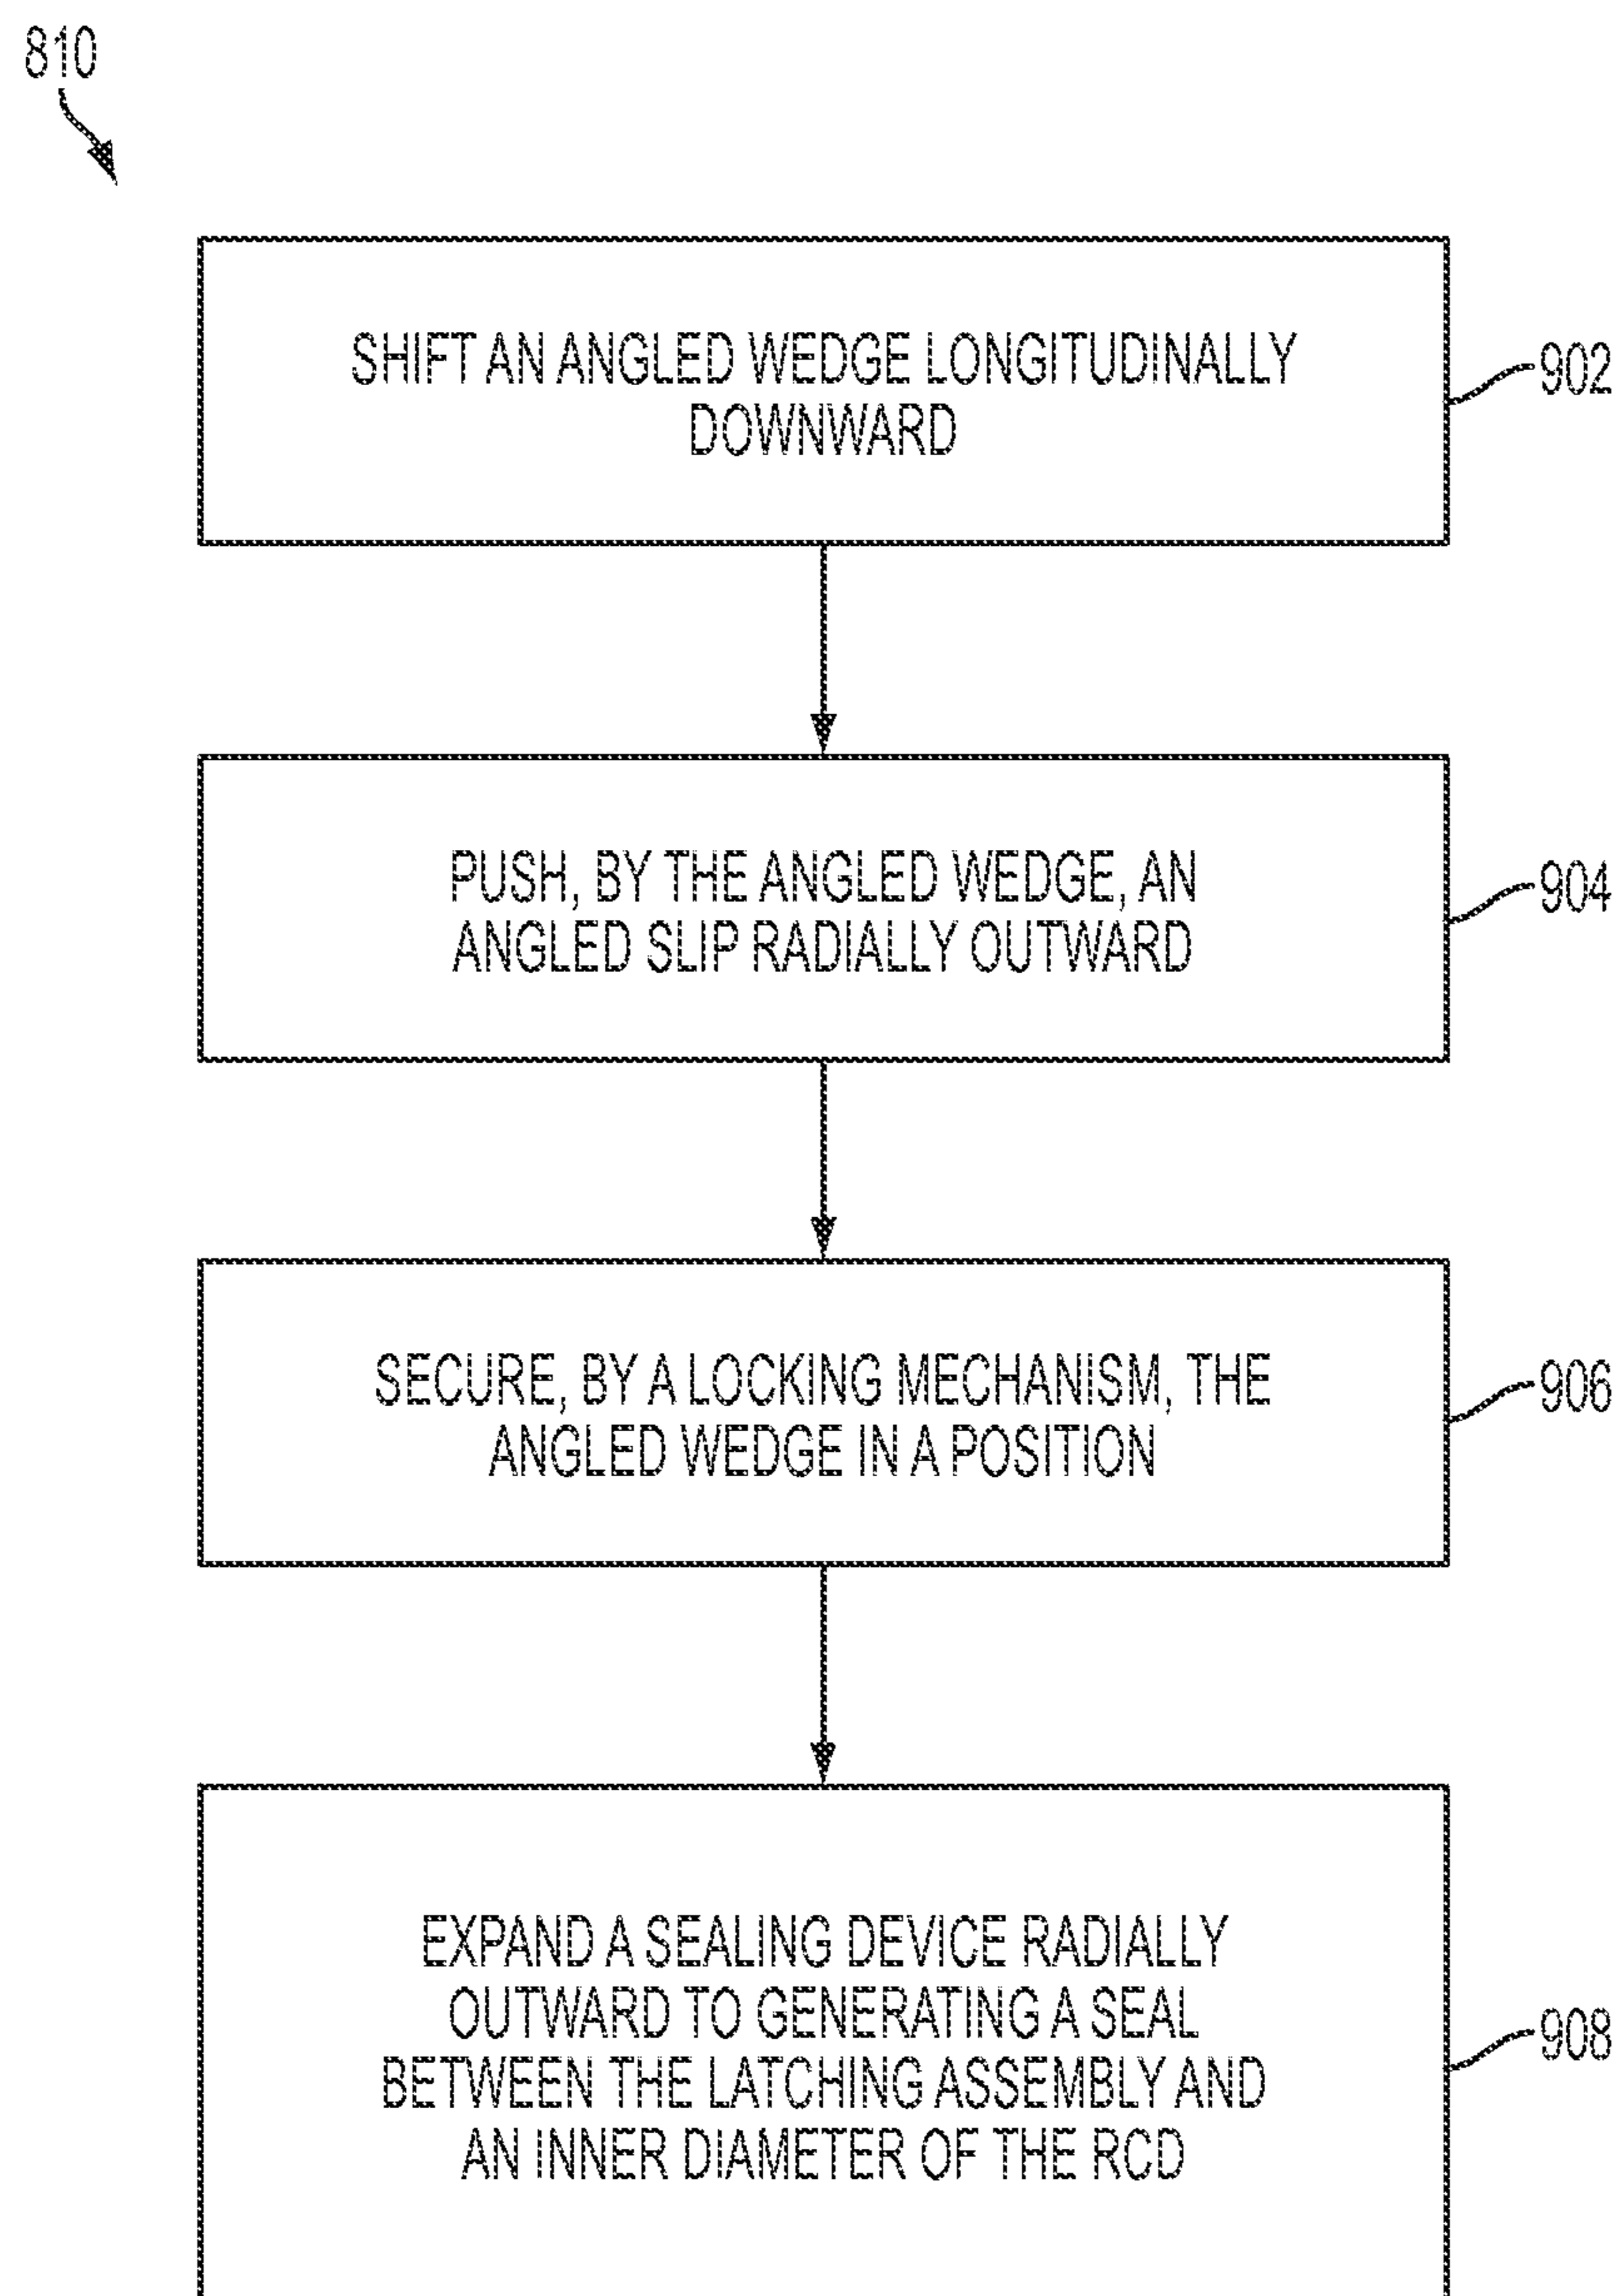 810
SHIFT AN ANGLED WEDGE LONGITUDINALLY
DOWNWARD
902
PUSH, BY THE ANGLED WEDGE, AN
ANGLED SLIP RADIALLY OUTWARD
904
SECURE, BY A LOCKING MECHANISM, THE
ANGLED WEDGE IN A POSITION
906
EXPAND A SEALING DEVICE RADIALLY
OUTWARD TO GENERATING A SEAL
BETWEEN THE LATCHING ASSEMBLY AND
AN INNER DIAMETER OF THE RCD
908